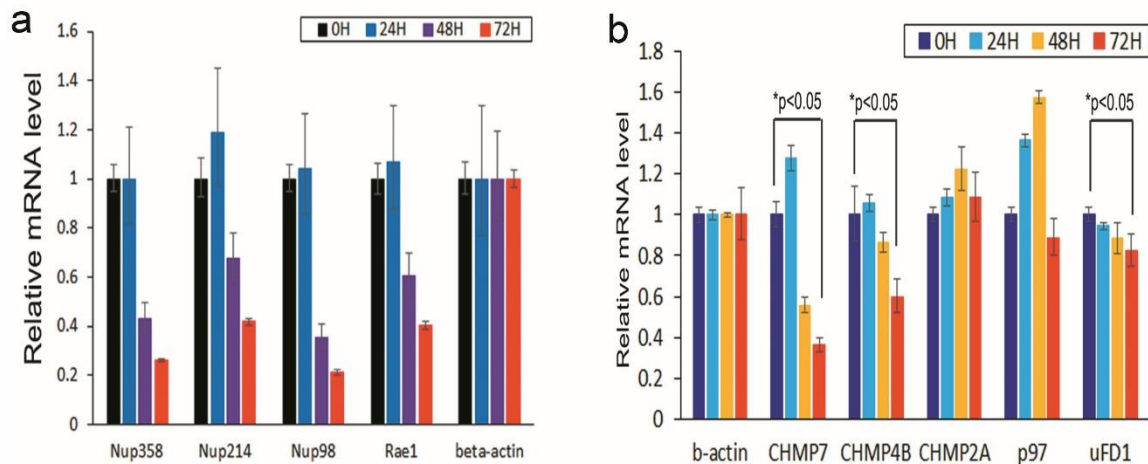 a
1.6
1.4
1.2
1
0.8
0.6
0.4
0.2
0
Relative mRNA level
0H 24H 48H 72H
Nup358 Nup214 Nup98 Rae1 beta-actin
b
1.8
1.6
1.4
1.2
1
0.8
0.6
0.4
0.2
0
Relative mRNA level
0H 24H 48H 72H
*p<0.05 *p<0.05 *p<0.05
b-actin CHMP7 CHMP4B CHMP2A p97 uFD1